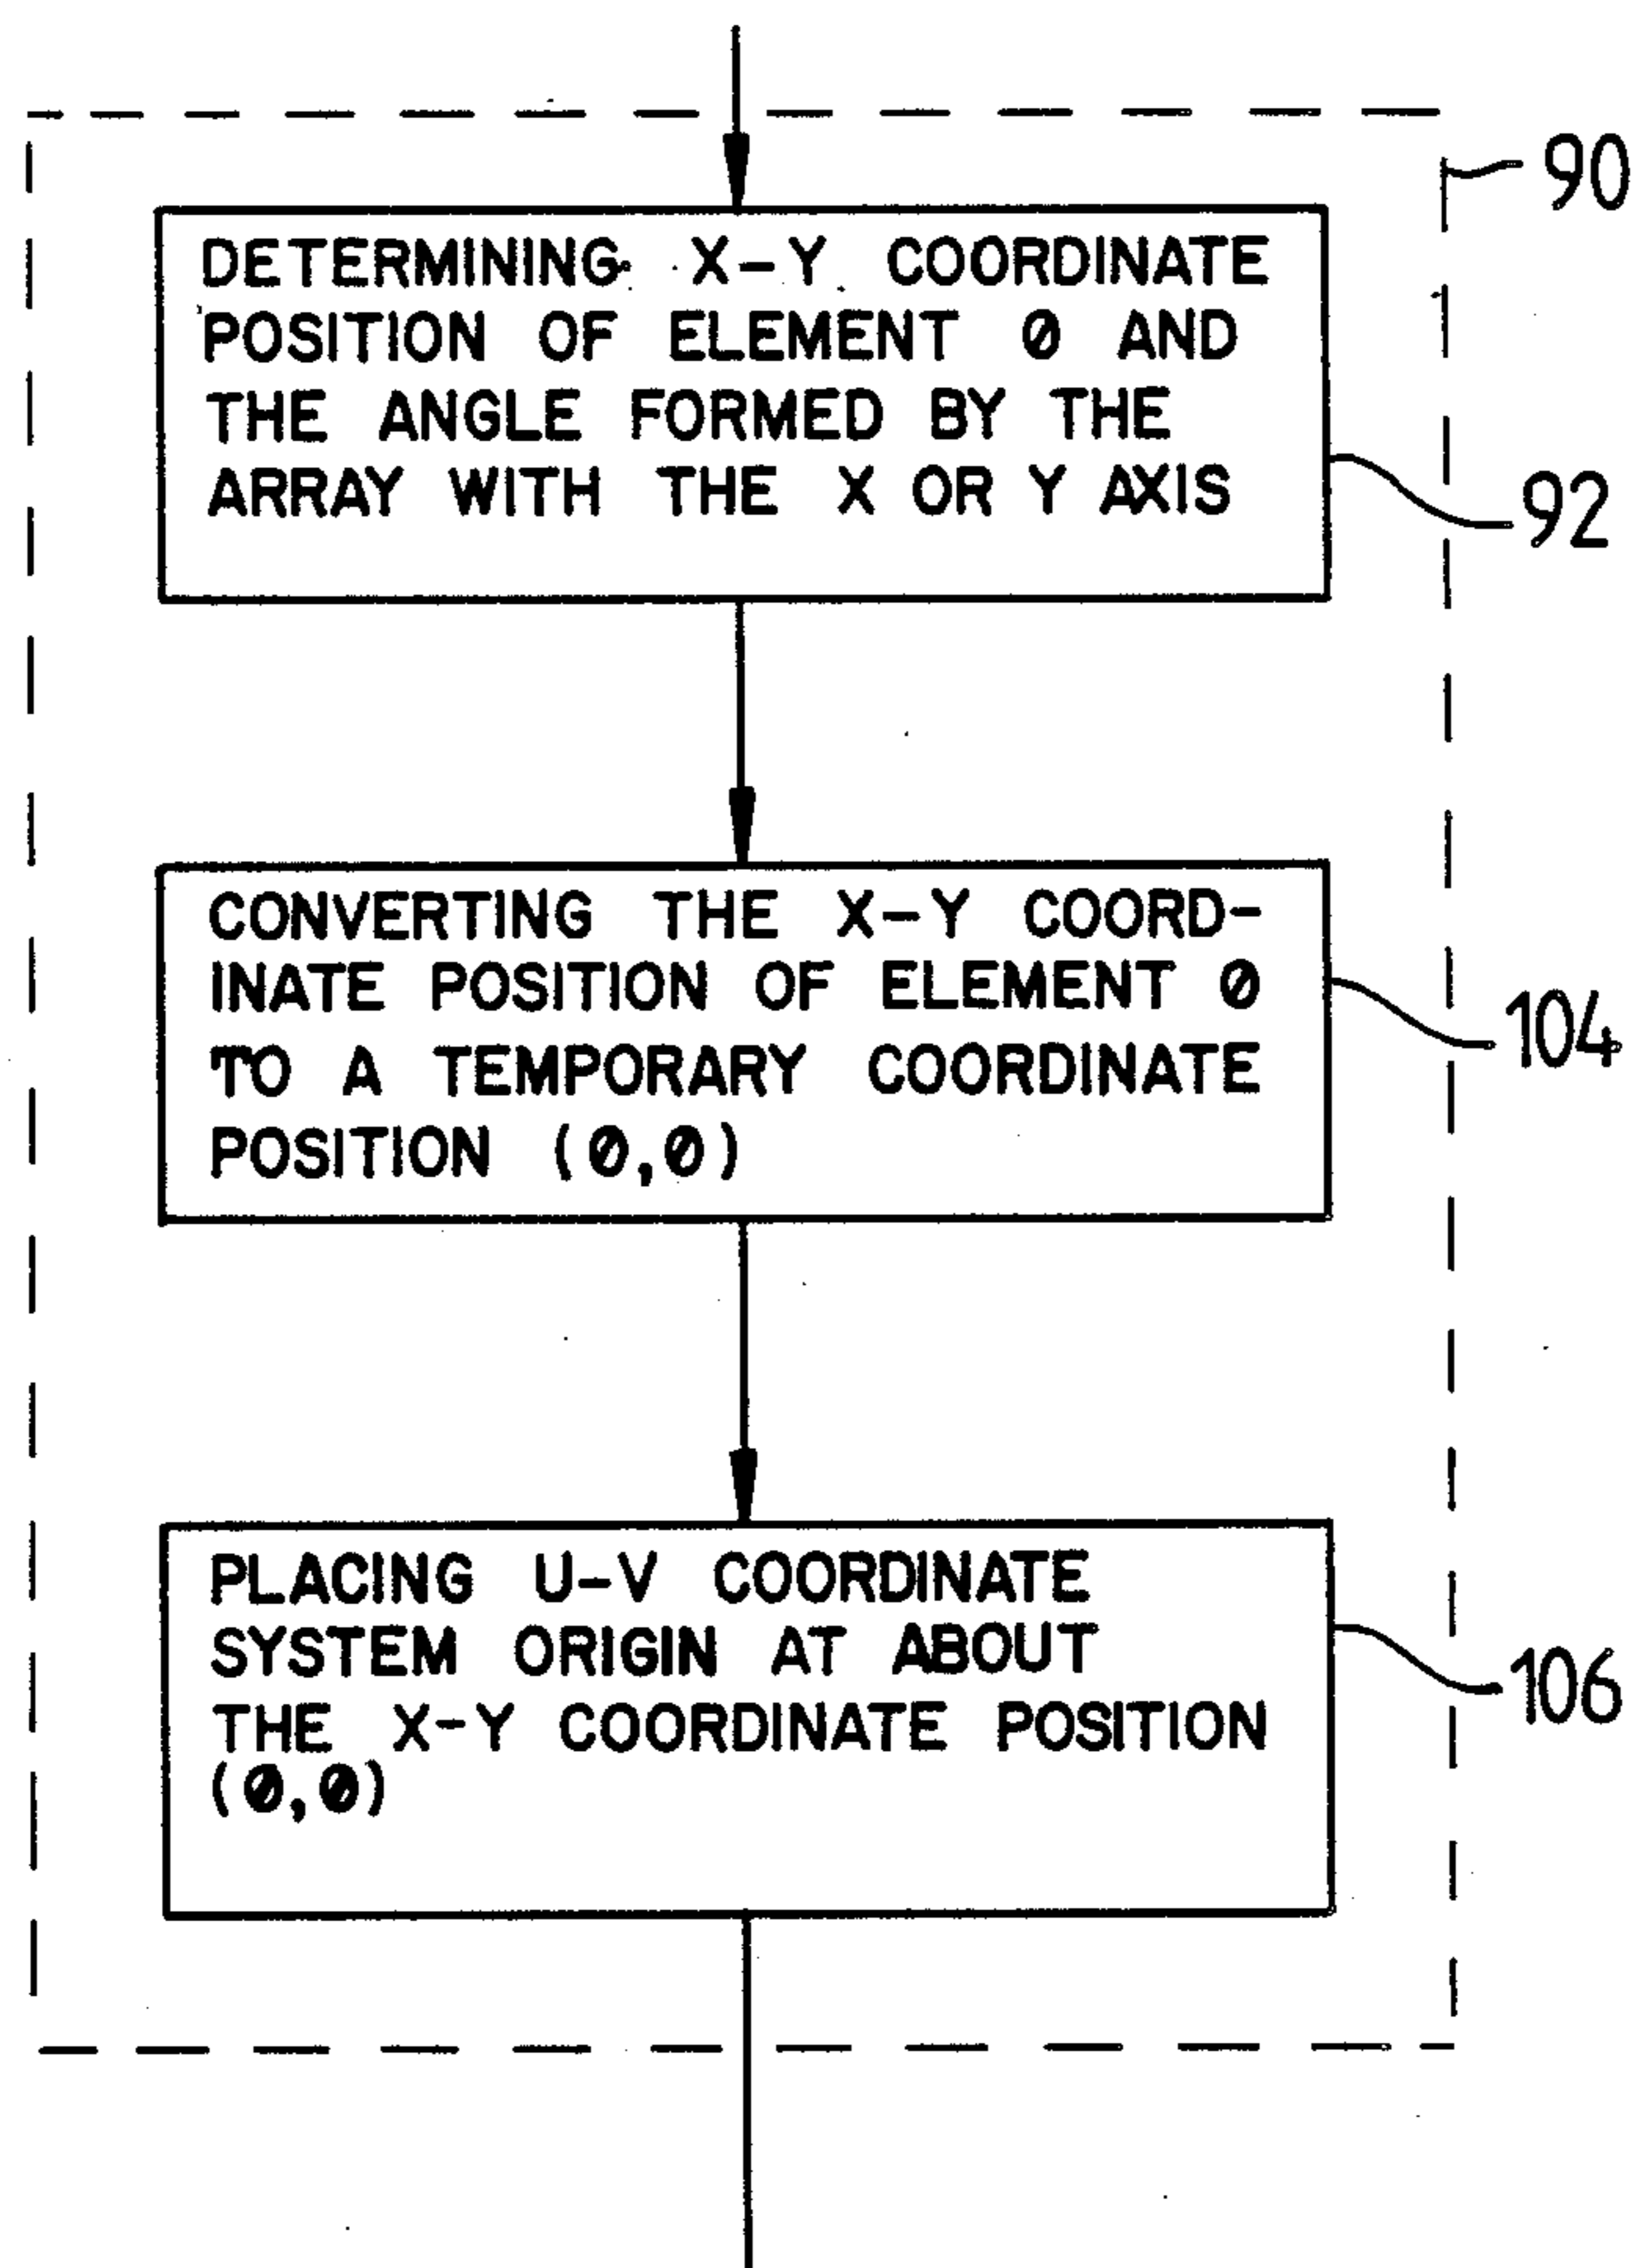 90
DETERMINING X-Y COORDINATE
POSITION OF ELEMENT 0 AND
THE ANGLE FORMED BY THE
ARRAY WITH THE X OR Y AXIS
92
CONVERTING THE X-Y COORD-
INATE POSITION OF ELEMENT 0
TO A TEMPORARY COORDINATE
POSITION (0,0)
104
PLACING U-V COORDINATE
SYSTEM ORIGIN AT ABOUT
THE X-Y COORDINATE POSITION
(0,0)
106